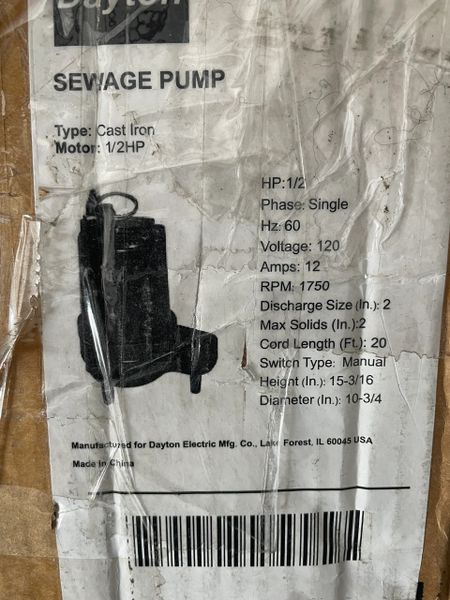 Dayton
SEWAGE PUMP
Type: Cast Iron
Motor: 1/2HP
HP:1/2
Phase: Single
Hz: 60
Voltage: 120
Amps: 12
RPM: 1750
Discharge Size (In.): 2
Max Solids (In.):2
Cord Length (Ft.): 20
Switch Type: Manual
Height (In.): 15-3/16
Diameter (In.): 10-3/4
Manufactured for Dayton Electric Mfg. Co., Lake Forest, IL 60045 USA
Made in China